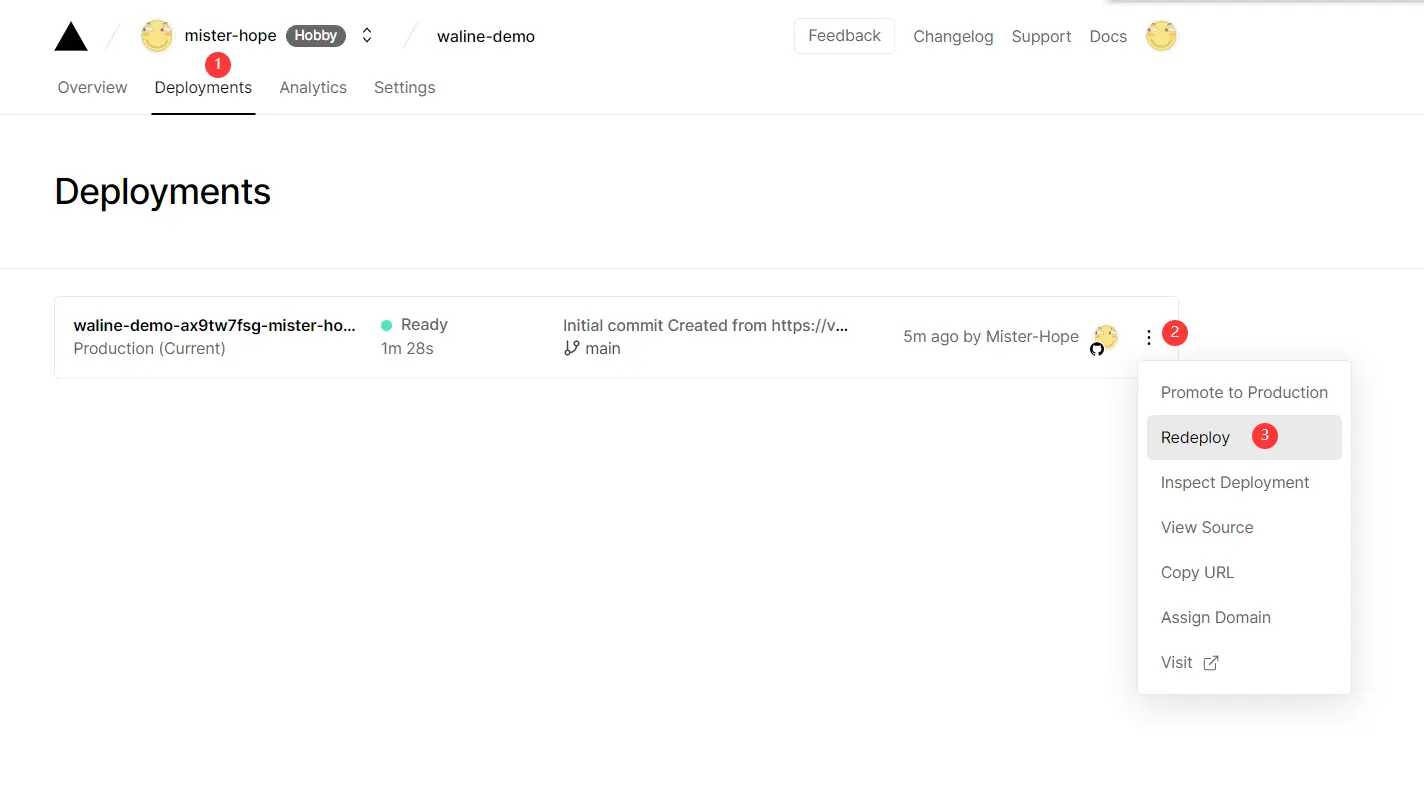 mister-hope Hobby waline-demo Feedback Changelog Support Docs
1
Overview Deployments Analytics Settings
Deployments
waline-demo-ax9tw7fsg-mister-ho... Ready Initial commit Created from https://v...
Production (Current) 1m 28s main
5m ago by Mister-Hope 2
Promote to Production
Redeploy 3
Inspect Deployment
View Source
Copy URL
Assign Domain
Visit